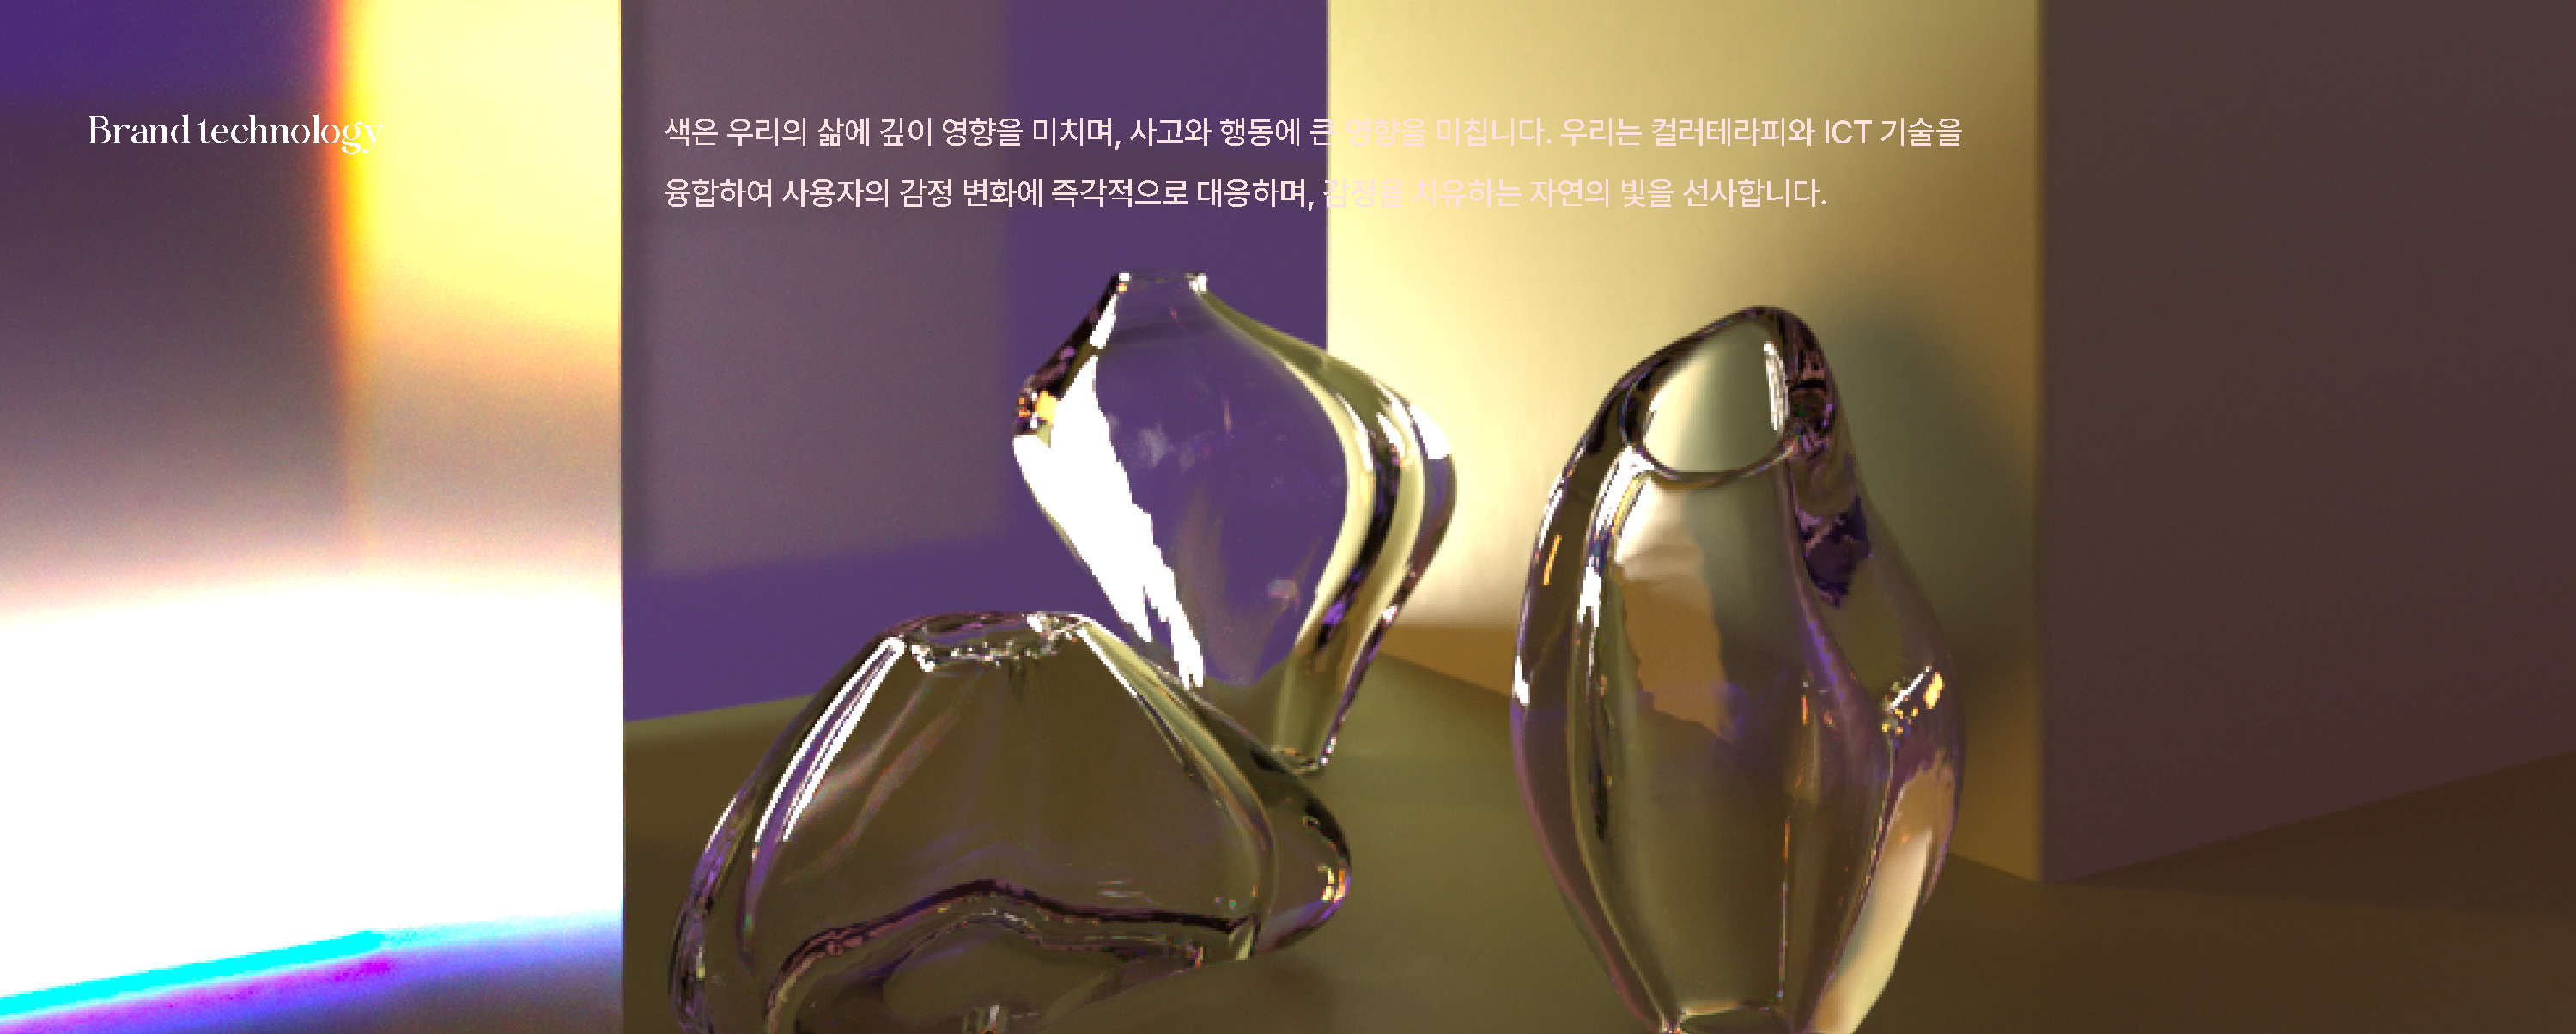 Brand technology
색은 우리의 삶에 깊이 영향을 미치며, 사고와 행동에 큰 영향을 미칩니다. 우리는 컬러테라피와 ICT 기술을
융합하여 사용자의 감정 변화에 즉각적으로 대응하며, 감정을 치유하는 자연의 빛을 선사합니다.